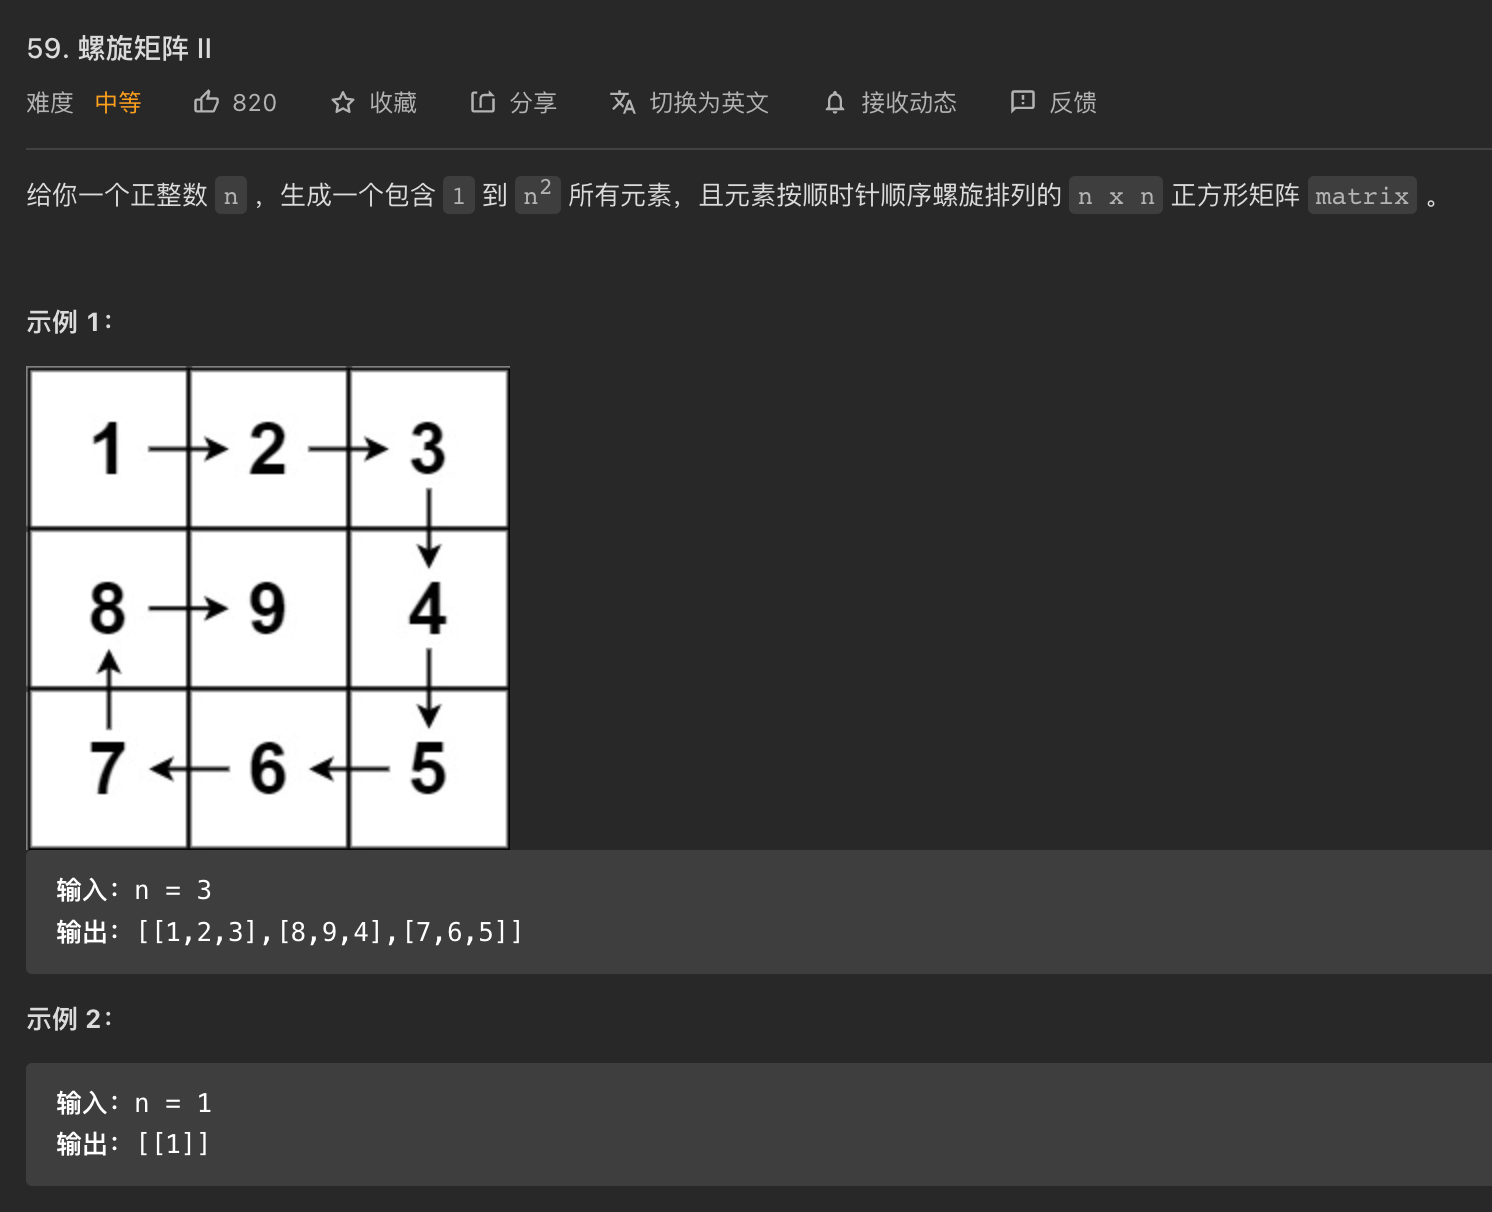 59. 螺旋矩阵 II
难度 中等 820 收藏 分享 切换为英文 接收动态 反馈
给你一个正整数 n ，生成一个包含 1 到 n² 所有元素，且元素按顺时针顺序螺旋排列的 n x n 正方形矩阵 matrix 。
示例 1：
1 2 3
8 9 4
7 6 5
输入：n = 3
输出：[[1,2,3],[8,9,4],[7,6,5]]
示例 2：
输入：n = 1
输出：[[1]]